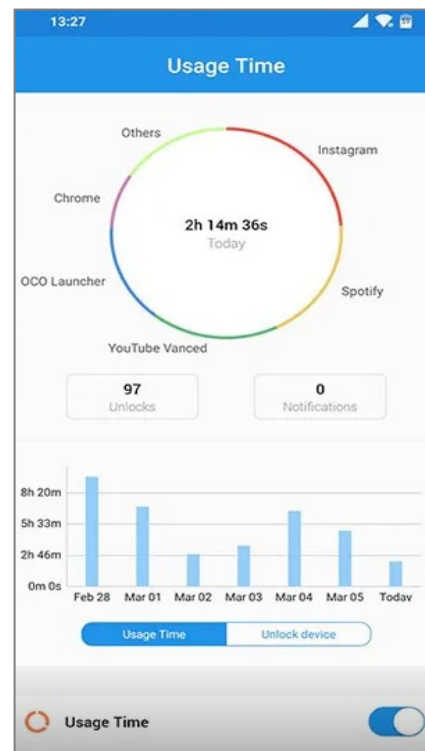 13:27
Usage Time
Others
Instagram
Chrome
2h 14m 36s
Today
OCO Launcher
Spotify
YouTube Vanced
97
Unlocks
0
Notifications
8h 20m
5h 33m
2h 46m
0m 0s
Feb 28 Mar 01 Mar 02 Mar 03 Mar 04 Mar 05 Today
Usage Time Unlock device
Usage Time